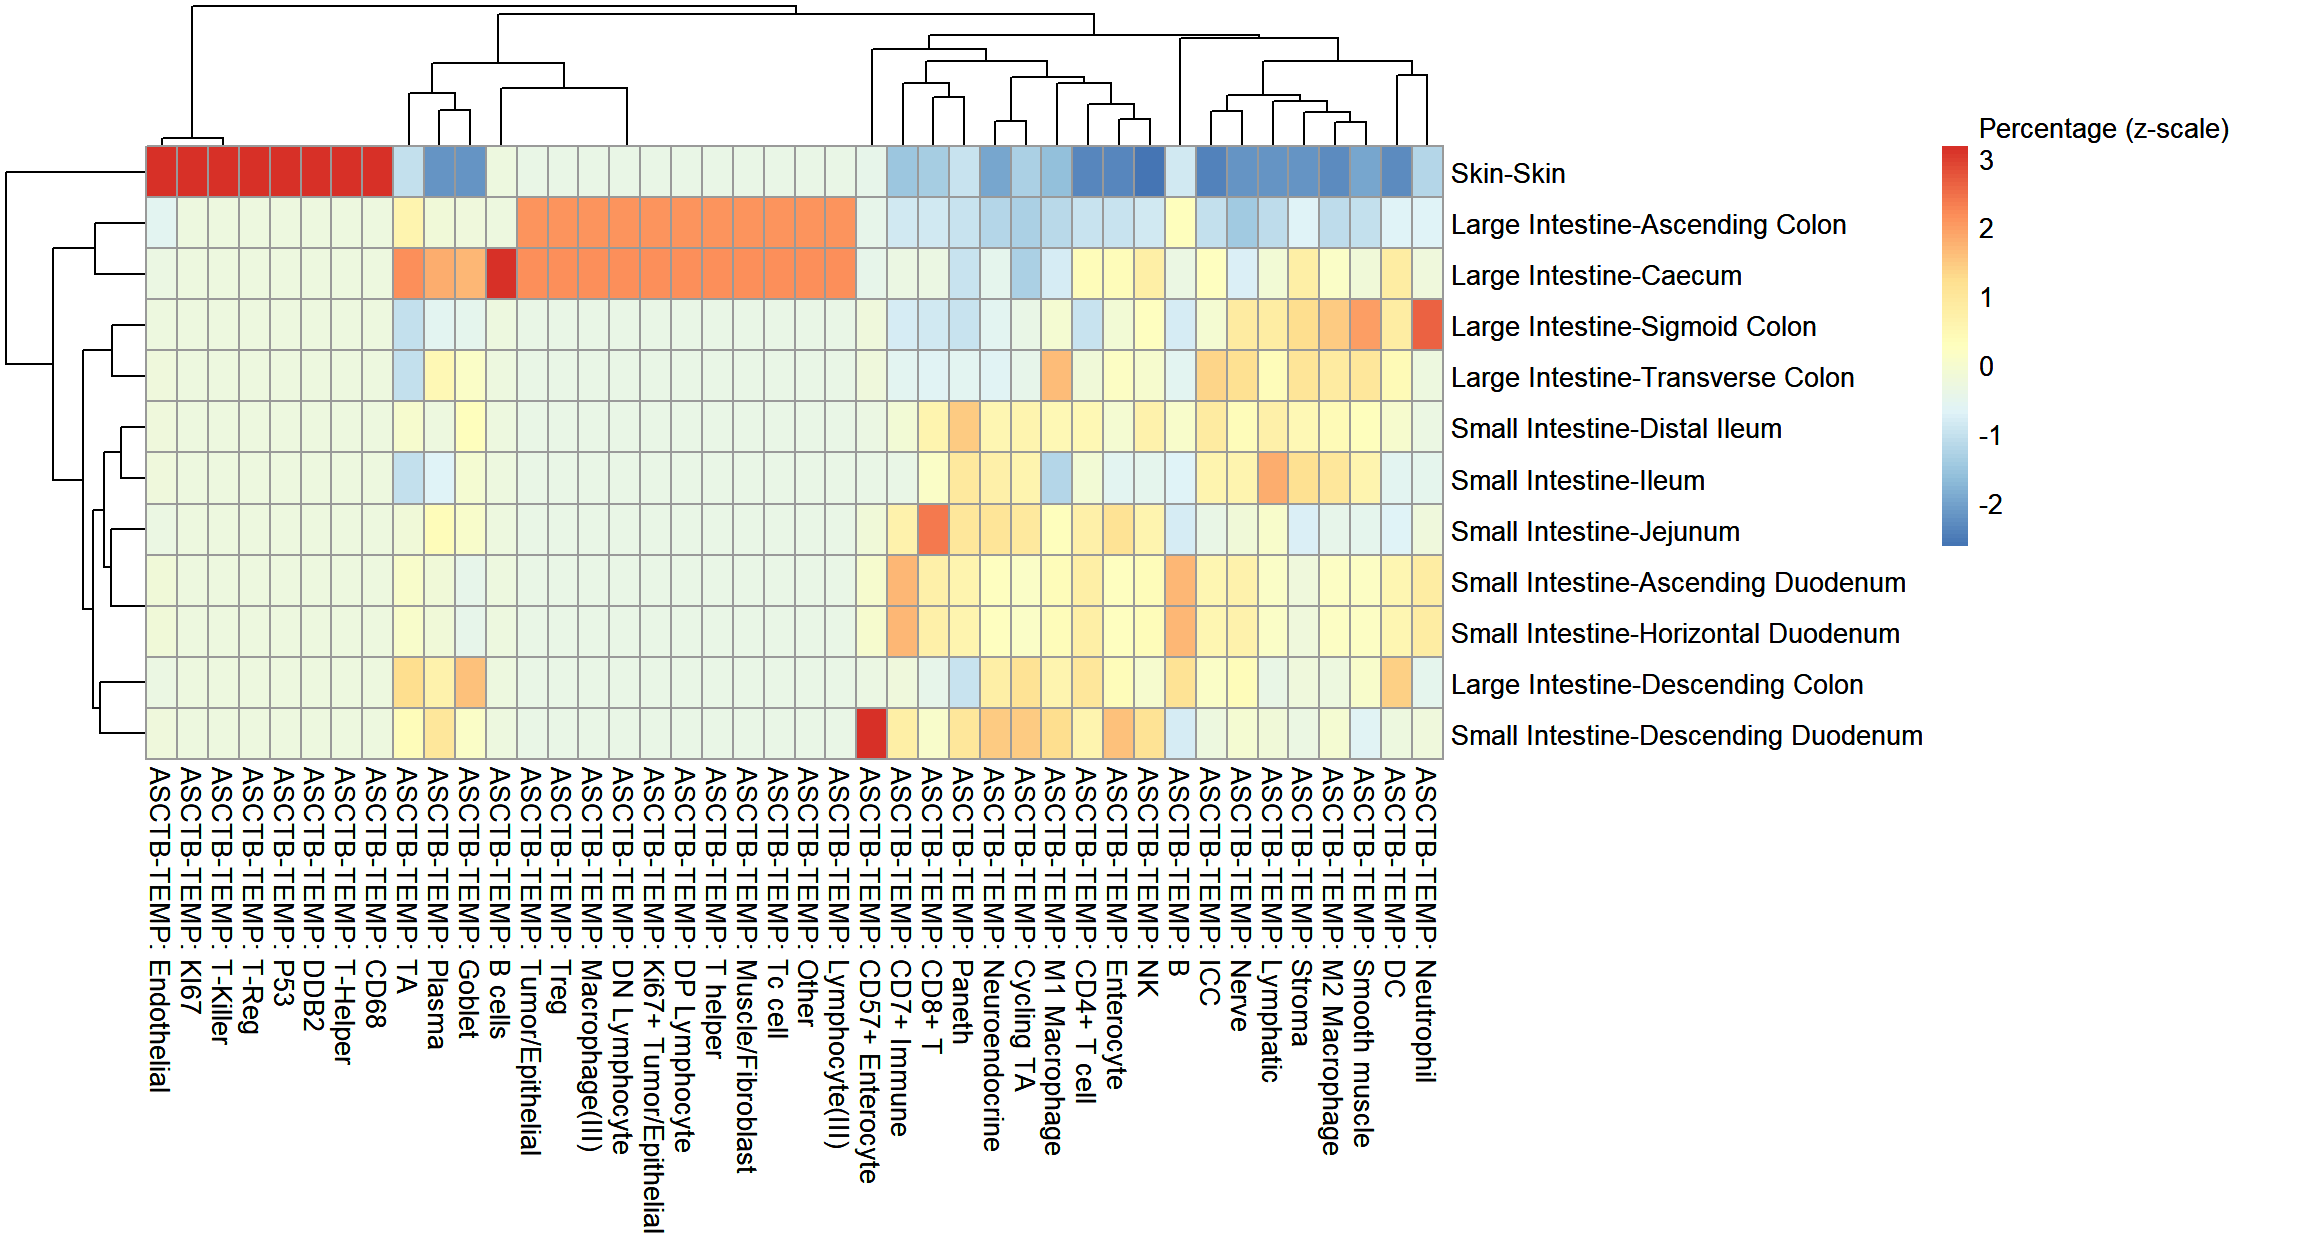 Percentage (z-scale)
3
2
1
0
-1
-2
Skin-Skin
Large Intestine-Ascending Colon
Large Intestine-Caecum
Large Intestine-Sigmoid Colon
Large Intestine-Transverse Colon
Small Intestine-Distal Ileum
Small Intestine-Ileum
Small Intestine-Jejunum
Small Intestine-Ascending Duodenum
Small Intestine-Horizontal Duodenum
Large Intestine-Descending Colon
Small Intestine-Descending Duodenum
ASCTB-TEMP: Endothelial
ASCTB-TEMP: KI67
ASCTB-TEMP: T-Killer
ASCTB-TEMP: T-Reg
ASCTB-TEMP: P53
ASCTB-TEMP: DDB2
ASCTB-TEMP: T-Helper
ASCTB-TEMP: CD68
ASCTB-TEMP: TA
ASCTB-TEMP: Plasma
ASCTB-TEMP: Goblet
ASCTB-TEMP: B cells
ASCTB-TEMP: Tumor/Epithelial
ASCTB-TEMP: Treg
ASCTB-TEMP: Macrophage(III)
ASCTB-TEMP: DN Lymphocyte
ASCTB-TEMP: Ki67+ Tumor/Epithelial
ASCTB-TEMP: DP Lymphocyte
ASCTB-TEMP: T helper
ASCTB-TEMP: Muscle/Fibroblast
ASCTB-TEMP: Tc cell
ASCTB-TEMP: Other
ASCTB-TEMP: Lymphocyte(III)
ASCTB-TEMP: CD57+ Enterocyte
ASCTB-TEMP: CD7+ Immune
ASCTB-TEMP: CD8+ T
ASCTB-TEMP: Paneth
ASCTB-TEMP: Neuroendocrine
ASCTB-TEMP: Cycling TA
ASCTB-TEMP: M1 Macrophage
ASCTB-TEMP: CD4+ T cell
ASCTB-TEMP: Enterocyte
ASCTB-TEMP: NK
ASCTB-TEMP: B
ASCTB-TEMP: ICC
ASCTB-TEMP: Nerve
ASCTB-TEMP: Lymphatic
ASCTB-TEMP: Stroma
ASCTB-TEMP: M2 Macrophage
ASCTB-TEMP: Smooth muscle
ASCTB-TEMP: DC
ASCTB-TEMP: Neutrophil